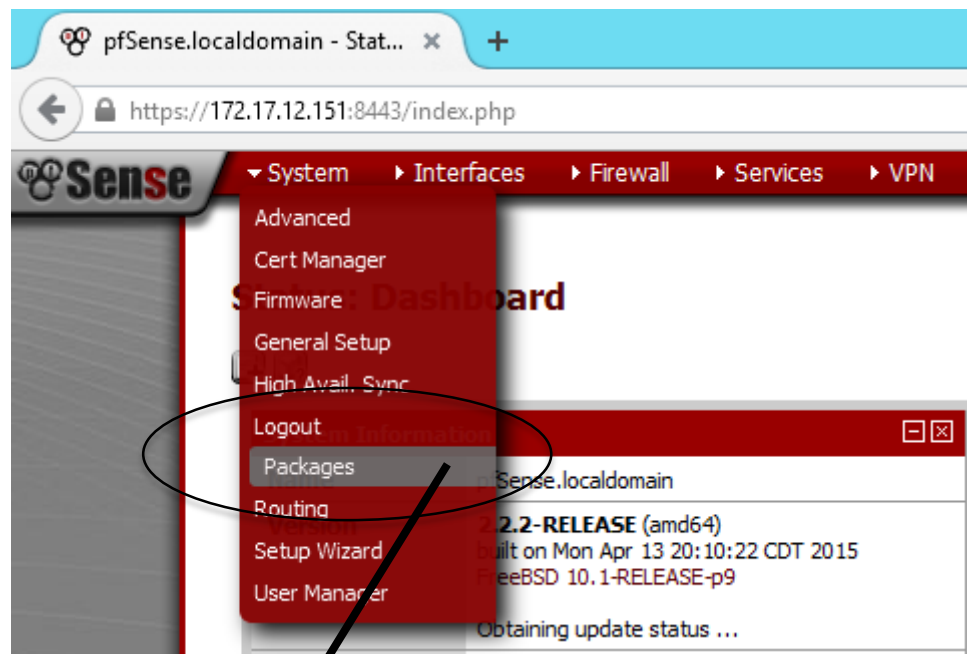 pfSense.localdomain - Stat...
https://172.17.12.151:8443/index.php
Sense
System Interfaces Firewall Services VPN
Advanced
Cert Manager
Status: Dashboard
Firmware
General Setup
High Avail. Sync
Logout
System Information
Packages
pfSense.localdomain
Routing
Version
2.2.2-RELEASE (amd64)
Setup Wizard
built on Mon Apr 13 20:10:22 CDT 2015
FreeBSD 10.1-RELEASE-p9
User Manager
Obtaining update status ...